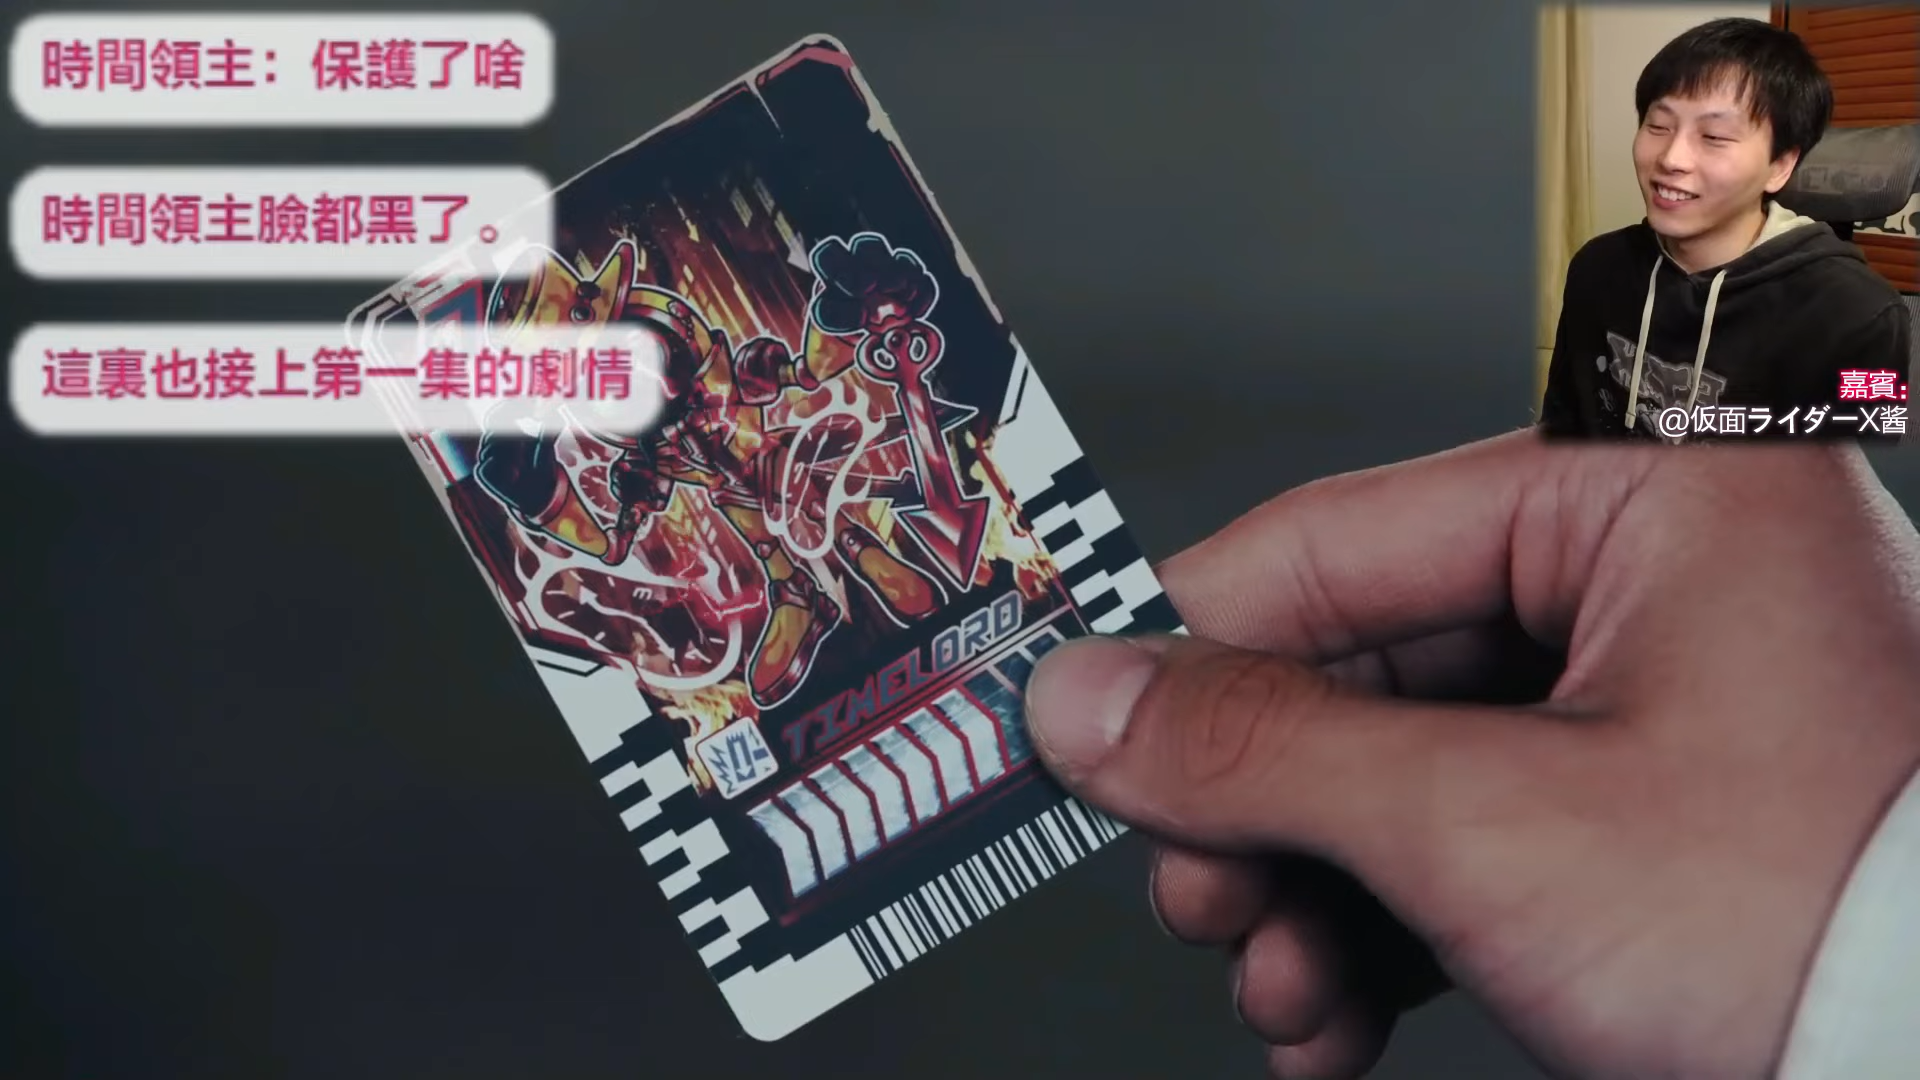 時間領主：保護了啥
時間領主臉都黑了。
這裏也接上第一集的劇情
嘉賓:
@仮面ライダーX酱
TIMELORD